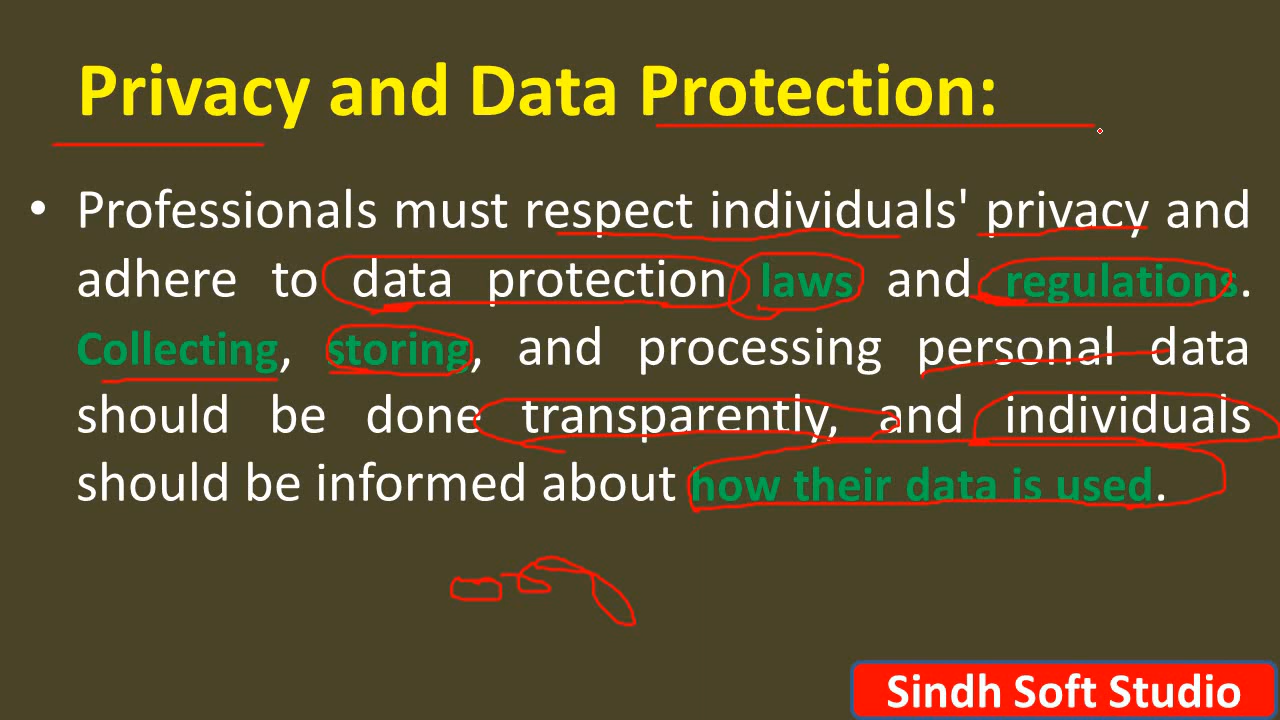 Privacy and Data Protection:
• Professionals must respect individuals' privacy and
adhere to data protection laws and regulations.
Collecting, storing, and processing personal data
should be done transparently, and individuals
should be informed about how their data is used.
Sindh Soft Studio